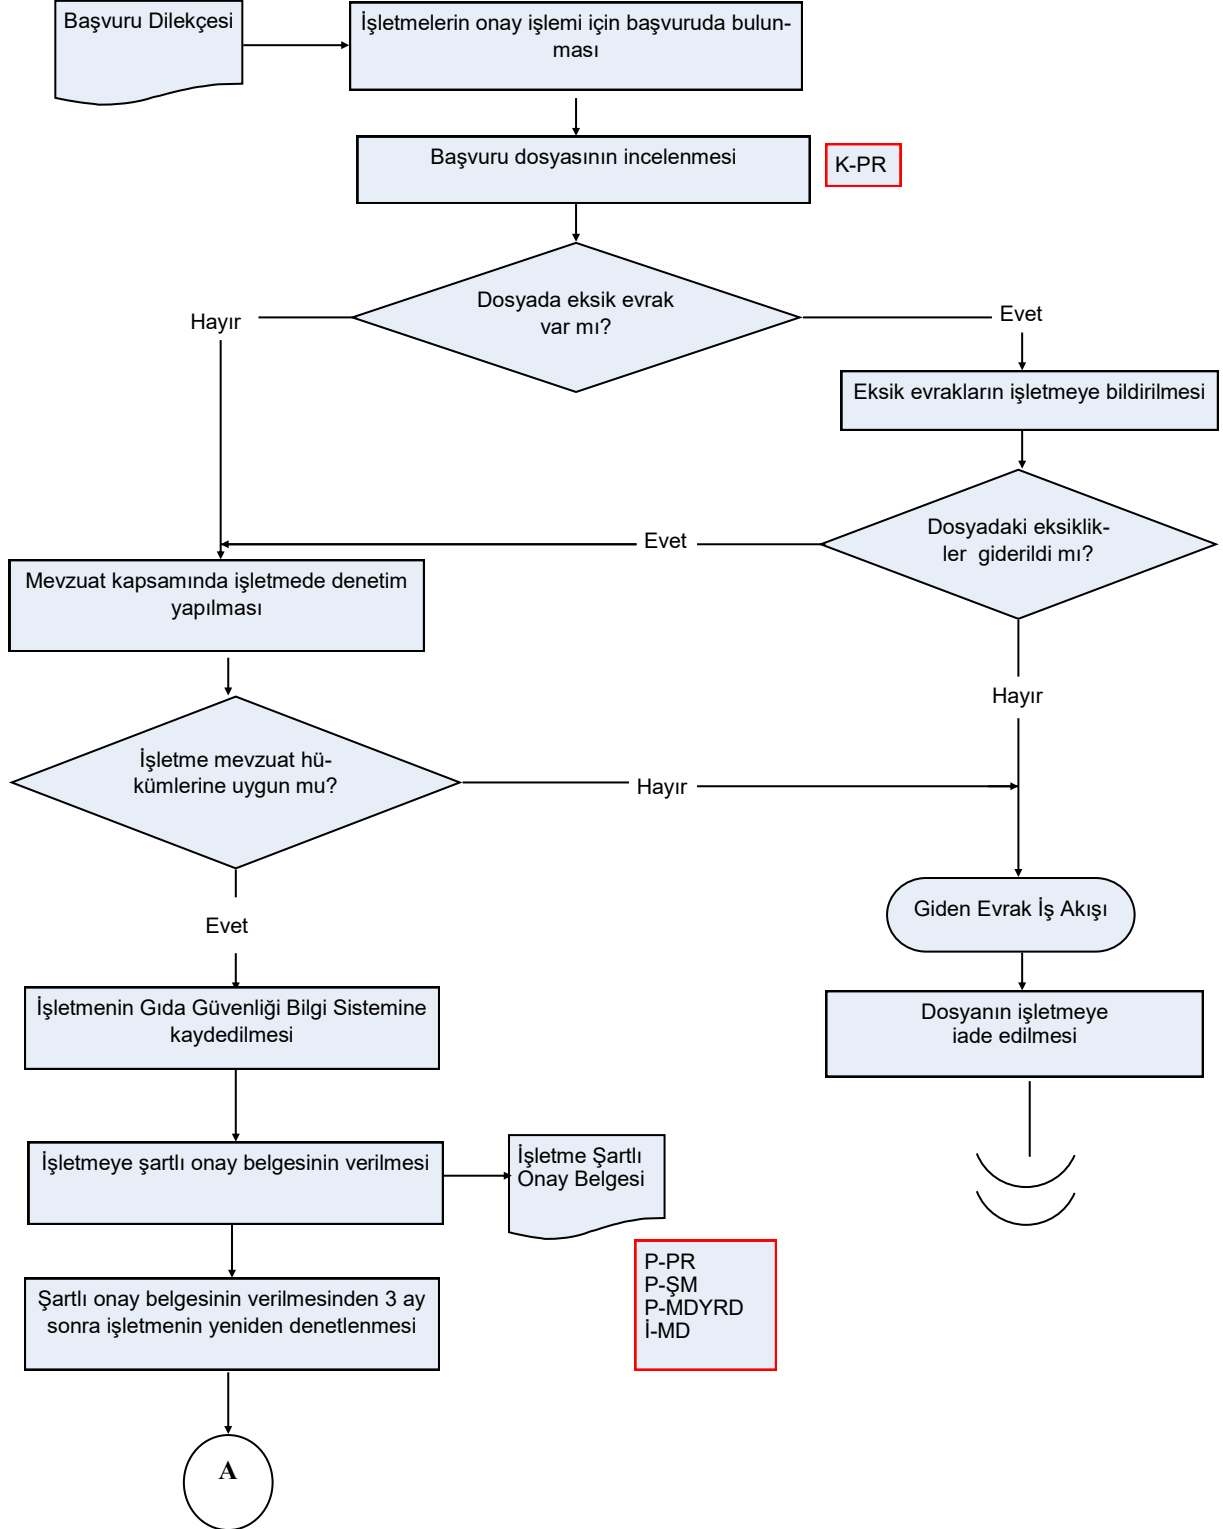 Başvuru Dilekçesi
İşletmelerin onay işlemi için başvuruda bulun-
ması
Başvuru dosyasının incelenmesi
K-PR
Dosyada eksik evrak
var mı?
Hayır
Evet
Eksik evrakların işletmeye bildirilmesi
Dosyadaki eksiklik-
ler giderildi mı?
Evet
Mevzuat kapsamında işletmede denetim
yapılması
Hayır
İşletme mevzuat hü-
kümlerine uygun mu?
Hayır
Evet
Giden Evrak İş Akışı
İşletmenin Gıda Güvenliği Bilgi Sistemine
kaydedilmesi
Dosyanın işletmeye
iade edilmesi
İşletmeye şartlı onay belgesinin verilmesi
İşletme Şartlı
Onay Belgesi
P-PR
P-ŞM
P-MDYRD
İ-MD
Şartlı onay belgesinin verilmesinden 3 ay
sonra işletmenin yeniden denetlenmesi
A